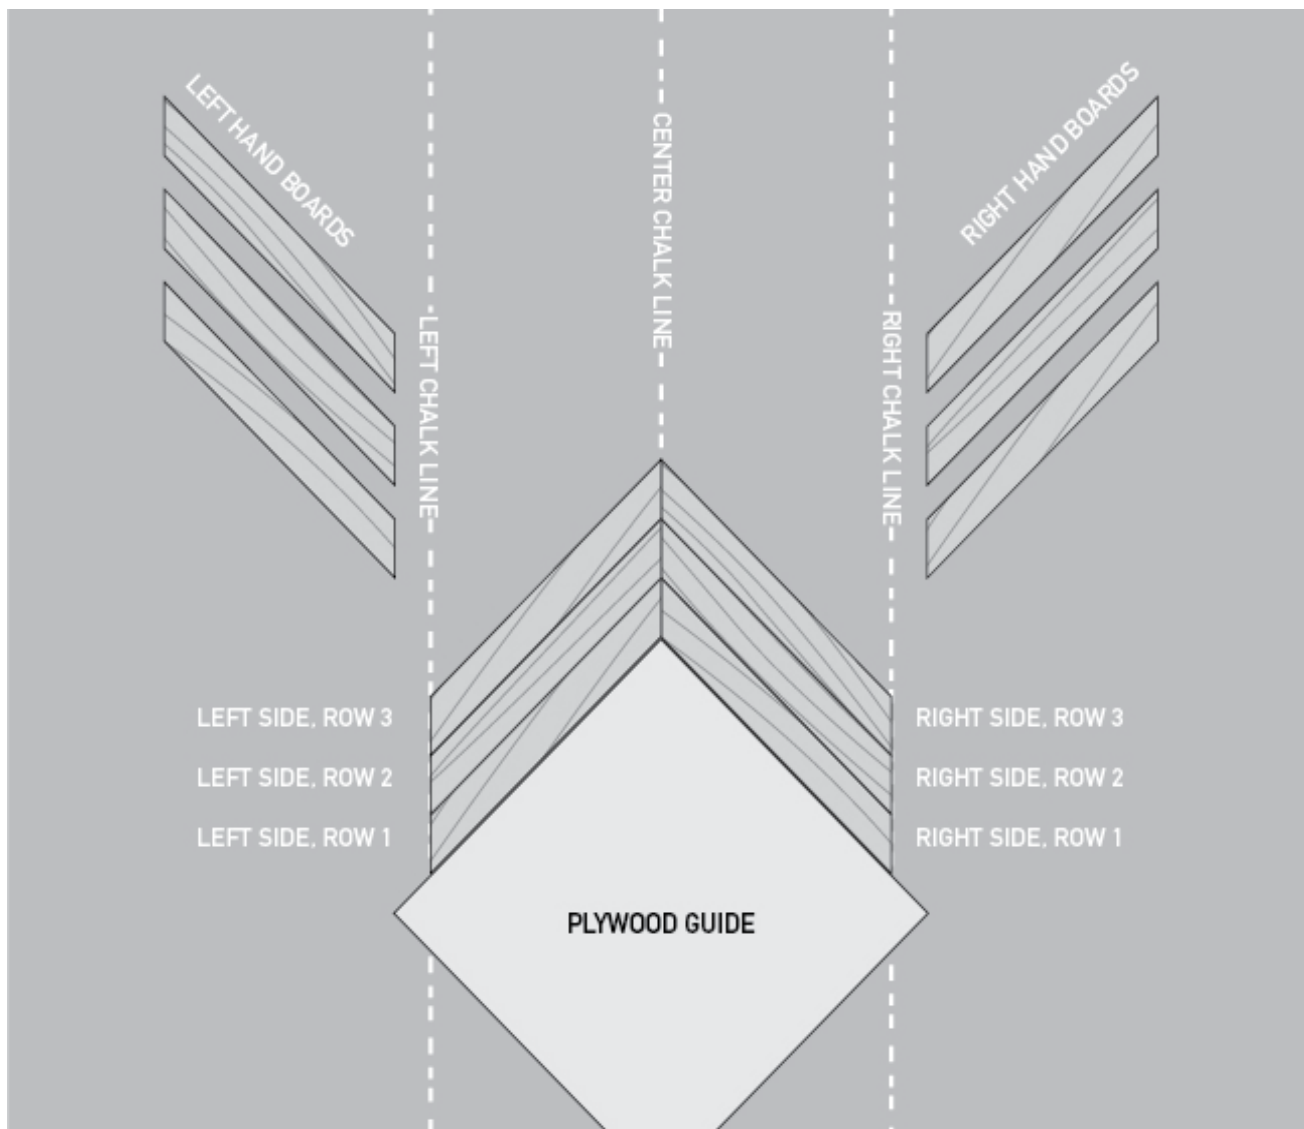 LEFT HAND BOARDS
CENTER CHALK LINE
RIGHT HAND BOARDS
LEFT CHALK LINE
RIGHT CHALK LINE
LEFT SIDE, ROW 3
RIGHT SIDE, ROW 3
LEFT SIDE, ROW 2
RIGHT SIDE, ROW 2
LEFT SIDE, ROW 1
RIGHT SIDE, ROW 1
PLYWOOD GUIDE